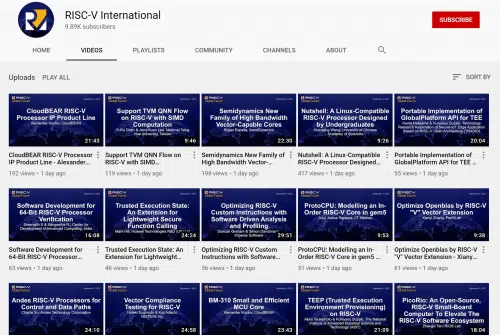 RISC-V International
9.89K subscribers
SUBSCRIBE
HOME
VIDEOS
PLAYLISTS
COMMUNITY
CHANNELS
ABOUT
Uploads PLAY ALL
SORT BY
CloudBEAR RISC-V
Processor IP Product Line
21:43
Support TVM QNN Flow
on RISC-V with SIMD
Computation
9:46
Semidynamics New
Family of High Bandwidth
Vector-Capable Cores
22:30
Nutshell: A Linux-Compatible
RISC-V Processor Designed
by Undergraduates
9:26
Portable Implementation of
GlobalPlatform API for TEE
20:04
CloudBEAR RISC-V Processor
IP Product Line - Alexander...
192 views • 1 day ago
Support TVM QNN Flow on
RISC-V with SIMD...
119 views • 1 day ago
Semidynamics New Family of
High Bandwidth Vector-...
198 views • 1 day ago
Nutshell: A Linux-Compatible
RISC-V Processor Designed...
417 views • 1 day ago
Portable Implementation of
GlobalPlatform API for TEE -...
95 views • 1 day ago
Software Development for
64-Bit RISC-V Processor
Verification
16:08
Trusted Execution State:
An Extension for
Lightweight Secure
Function Calling
24:24
Optimizing RISC-V
Custom Instructions with
Software Driven Analysis
and Profiling
29:51
ProtoCPU: Modelling an In-
Order RISC-V Core in gem5
9:53
Optimize Openblas by RISC-V
"V" Vector Extension
9:38
Software Development for
64-Bit RISC-V Processor...
63 views • 1 day ago
Trusted Execution State: An
Extension for Lightweight...
46 views • 1 day ago
Optimizing RISC-V Custom
Instructions with Software...
56 views • 1 day ago
ProtoCPU: Modelling an In-
Order RISC-V Core in gem5 -...
51 views • 1 day ago
Optimize Openblas by RISC-V
"V" Vector Extension - Xianyi...
61 views • 1 day ago
Andes RISC-V Processors for
Control and Data Paths
24:10
Vector Compliance
Testing for RISC-V
24:58
BM-310 Small and Efficient
MCU Core
23:43
TEEP (Trusted Execution
Environment Provisioning) on
RISC-V
21:09
PicoRio: An Open-Source,
RISC-V Small-Board
Computer To Elevate The
RISC-V Software Ecosystem
18:04